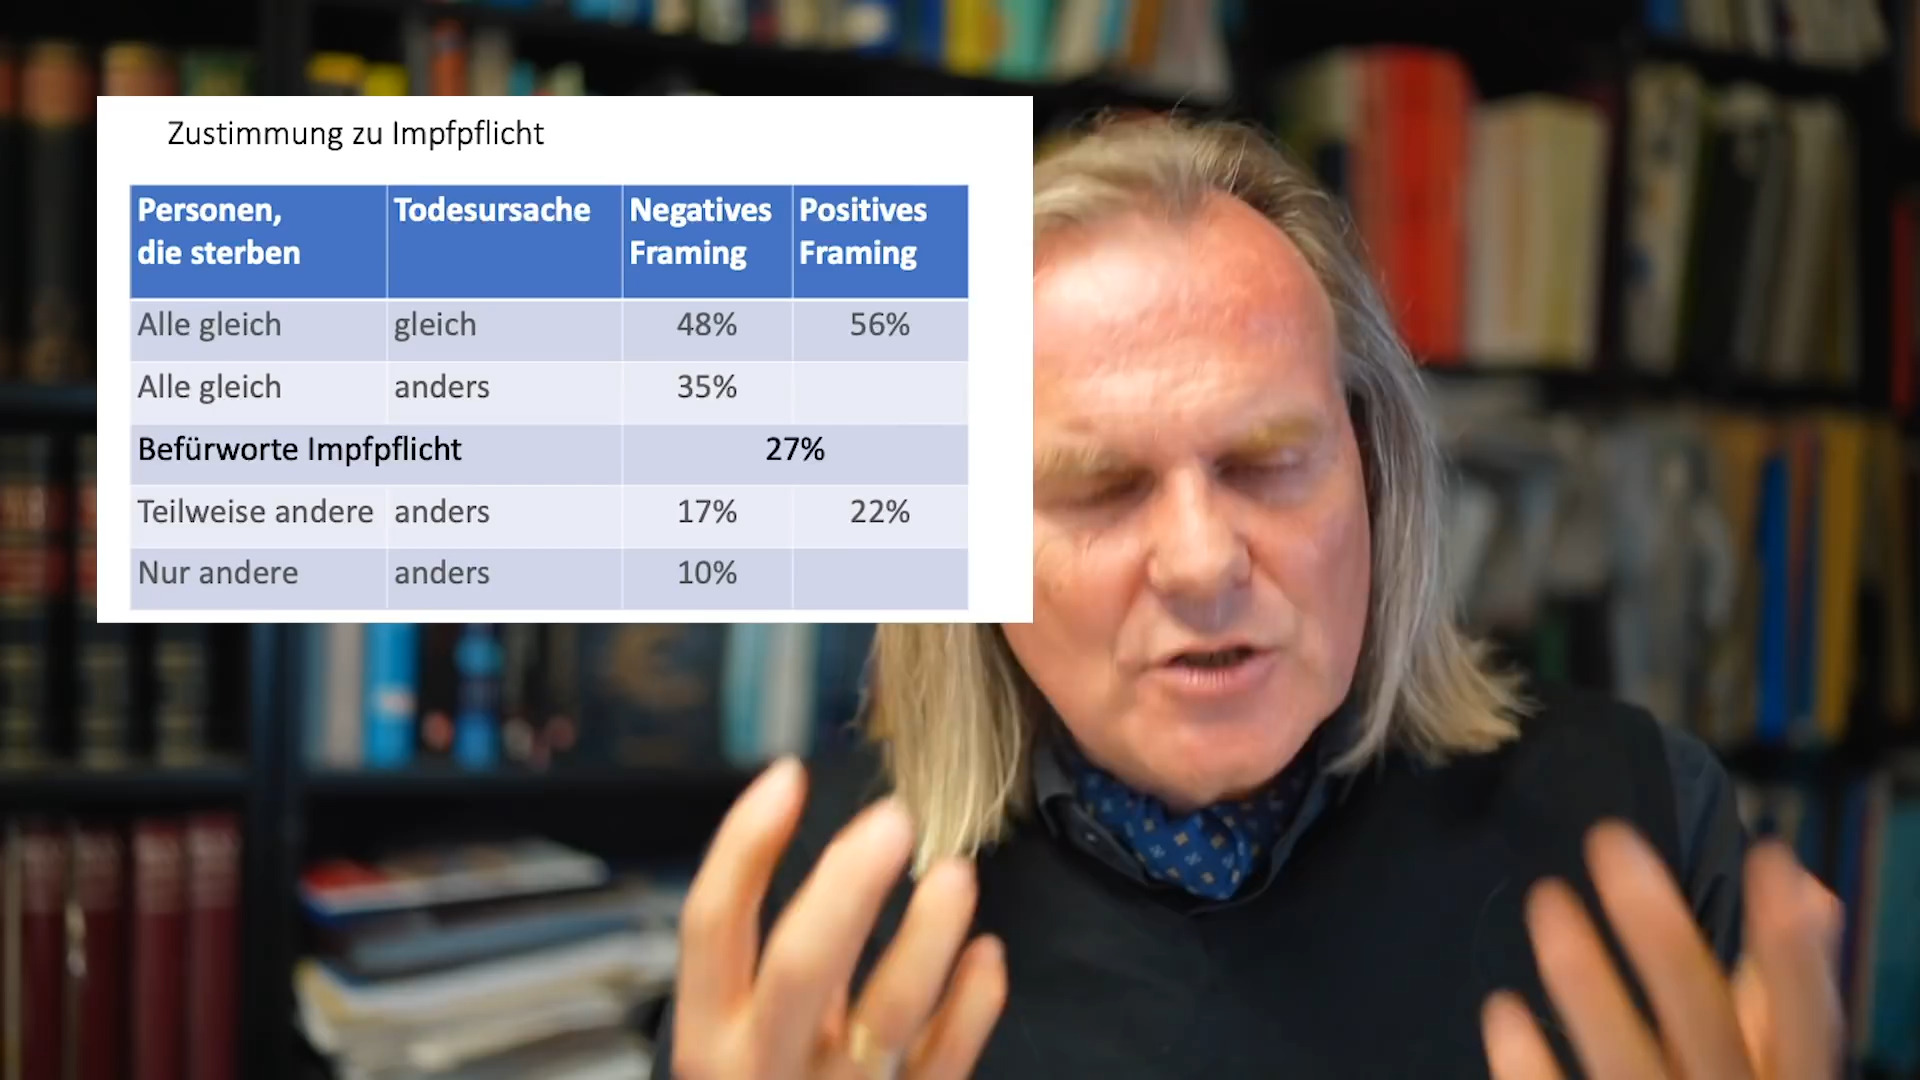 Zustimmung zu Impfpflicht
Personen, die sterben Todesursache Negatives Framing Positives Framing
Alle gleich gleich 48% 56%
Alle gleich anders 35%
Befürworte Impfpflicht 27%
Teilweise andere anders 17% 22%
Nur andere anders 10%